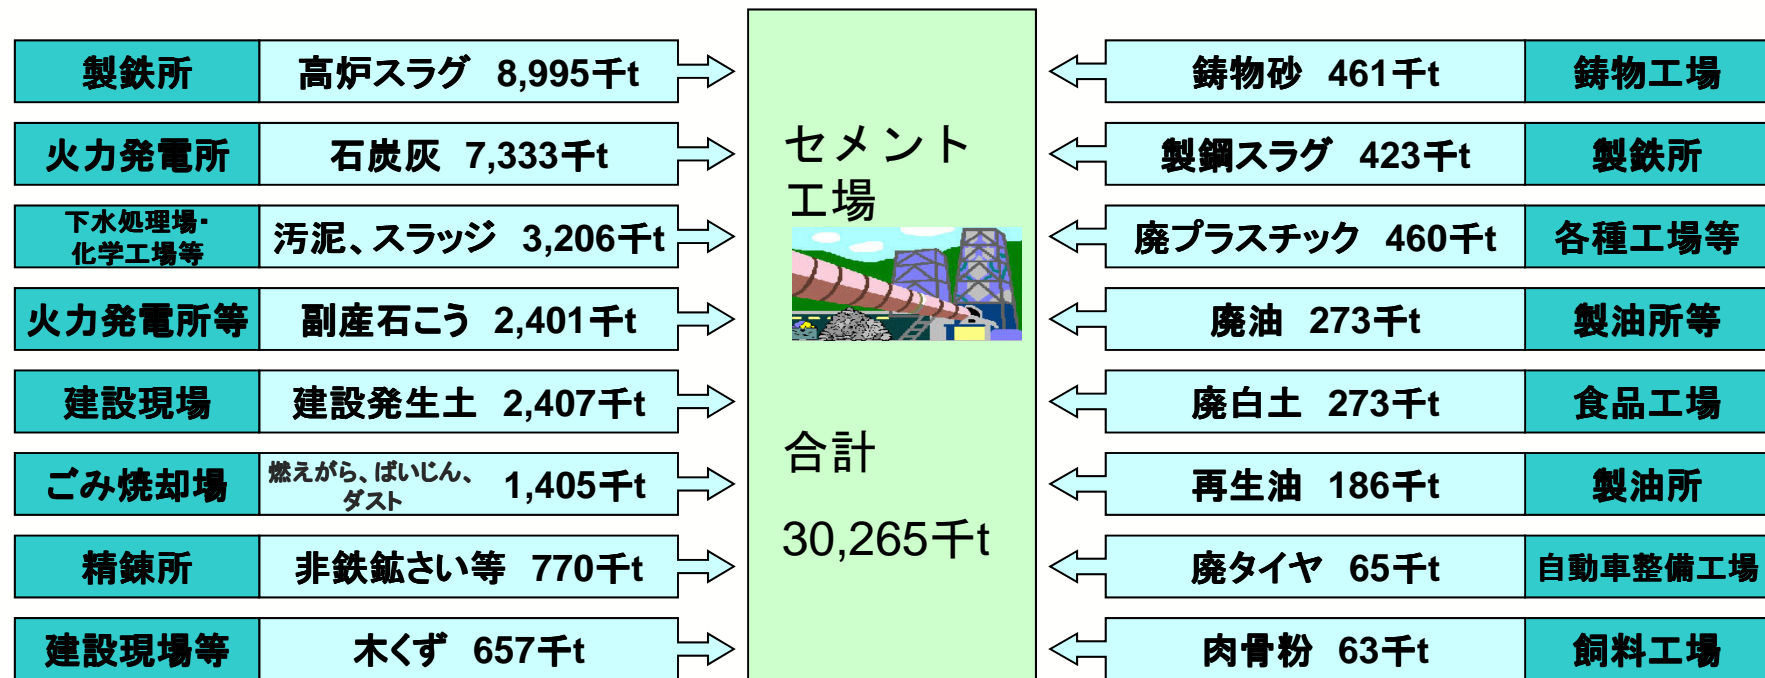 製鉄所 高炉スラグ 8,995千t
火力発電所 石炭灰 7,333千t
下水処理場・
化学工場等
汚泥、スラッジ 3,206千t
火力発電所等 副産石こう 2,401千t
建設現場 建設発生土 2,407千t
ごみ焼却場
燃えがら、ばいじん、
ダスト
1,405千t
精錬所 非鉄鉱さい等 770千t
建設現場等 木くず 657千t
セメント
工場
合計
30,265千t
鋳物砂 461千t 鋳物工場
製鋼スラグ 423千t 製鉄所
廃プラスチック 460千t 各種工場等
廃油 273千t 製油所等
廃白土 273千t 食品工場
再生油 186千t 製油所
廃タイヤ 65千t 自動車整備工場
肉骨粉 63千t 飼料工場